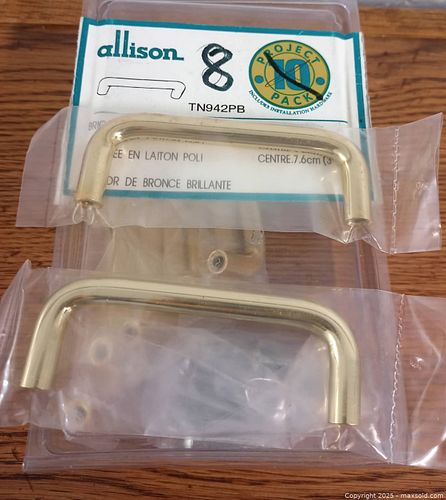 allison
8
PROJECT
10
PACK
INCLUDES INSTALLATION HARDWARE
TN942PB
ÉE EN LAITON POLI
CENTRE.7.6cm (3
OR DE BRONCE BRILLANTE
Copyright 2025 - maxsold.com